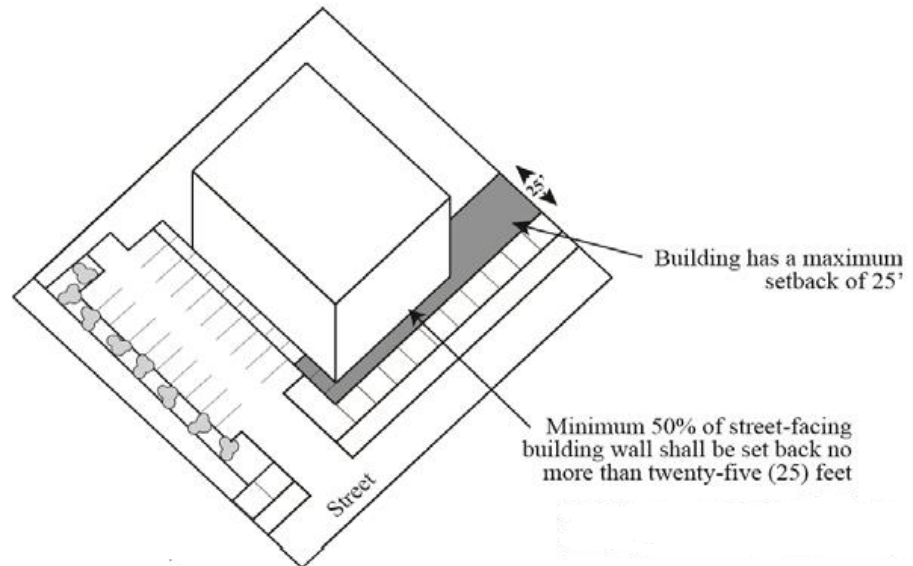 25'
Building has a maximum
setback of 25’
Minimum 50% of street-facing
building wall shall be set back no
more than twenty-five (25) feet
Street